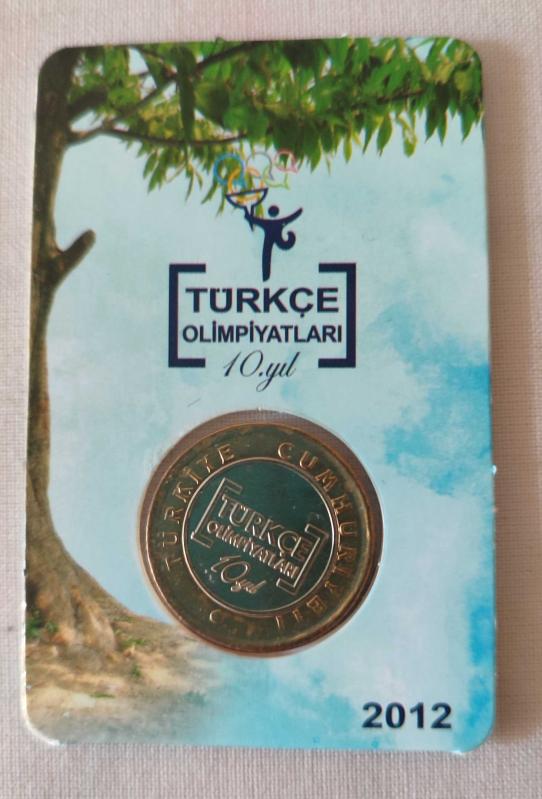 TÜRKÇE
OLİMPİYATLARI
10.yıl
TÜRKİYE CUMHURİYETİ
TÜRKÇE
OLİMPİYATLARI
10.yıl
2012